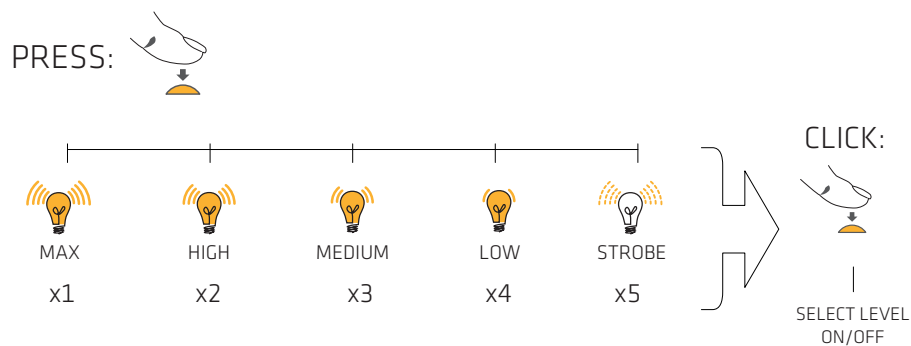 PRESS:
CLICK:
MAX
HIGH
MEDIUM
LOW
STROBE
x1
x2
x3
x4
x5
SELECT LEVEL
ON/OFF